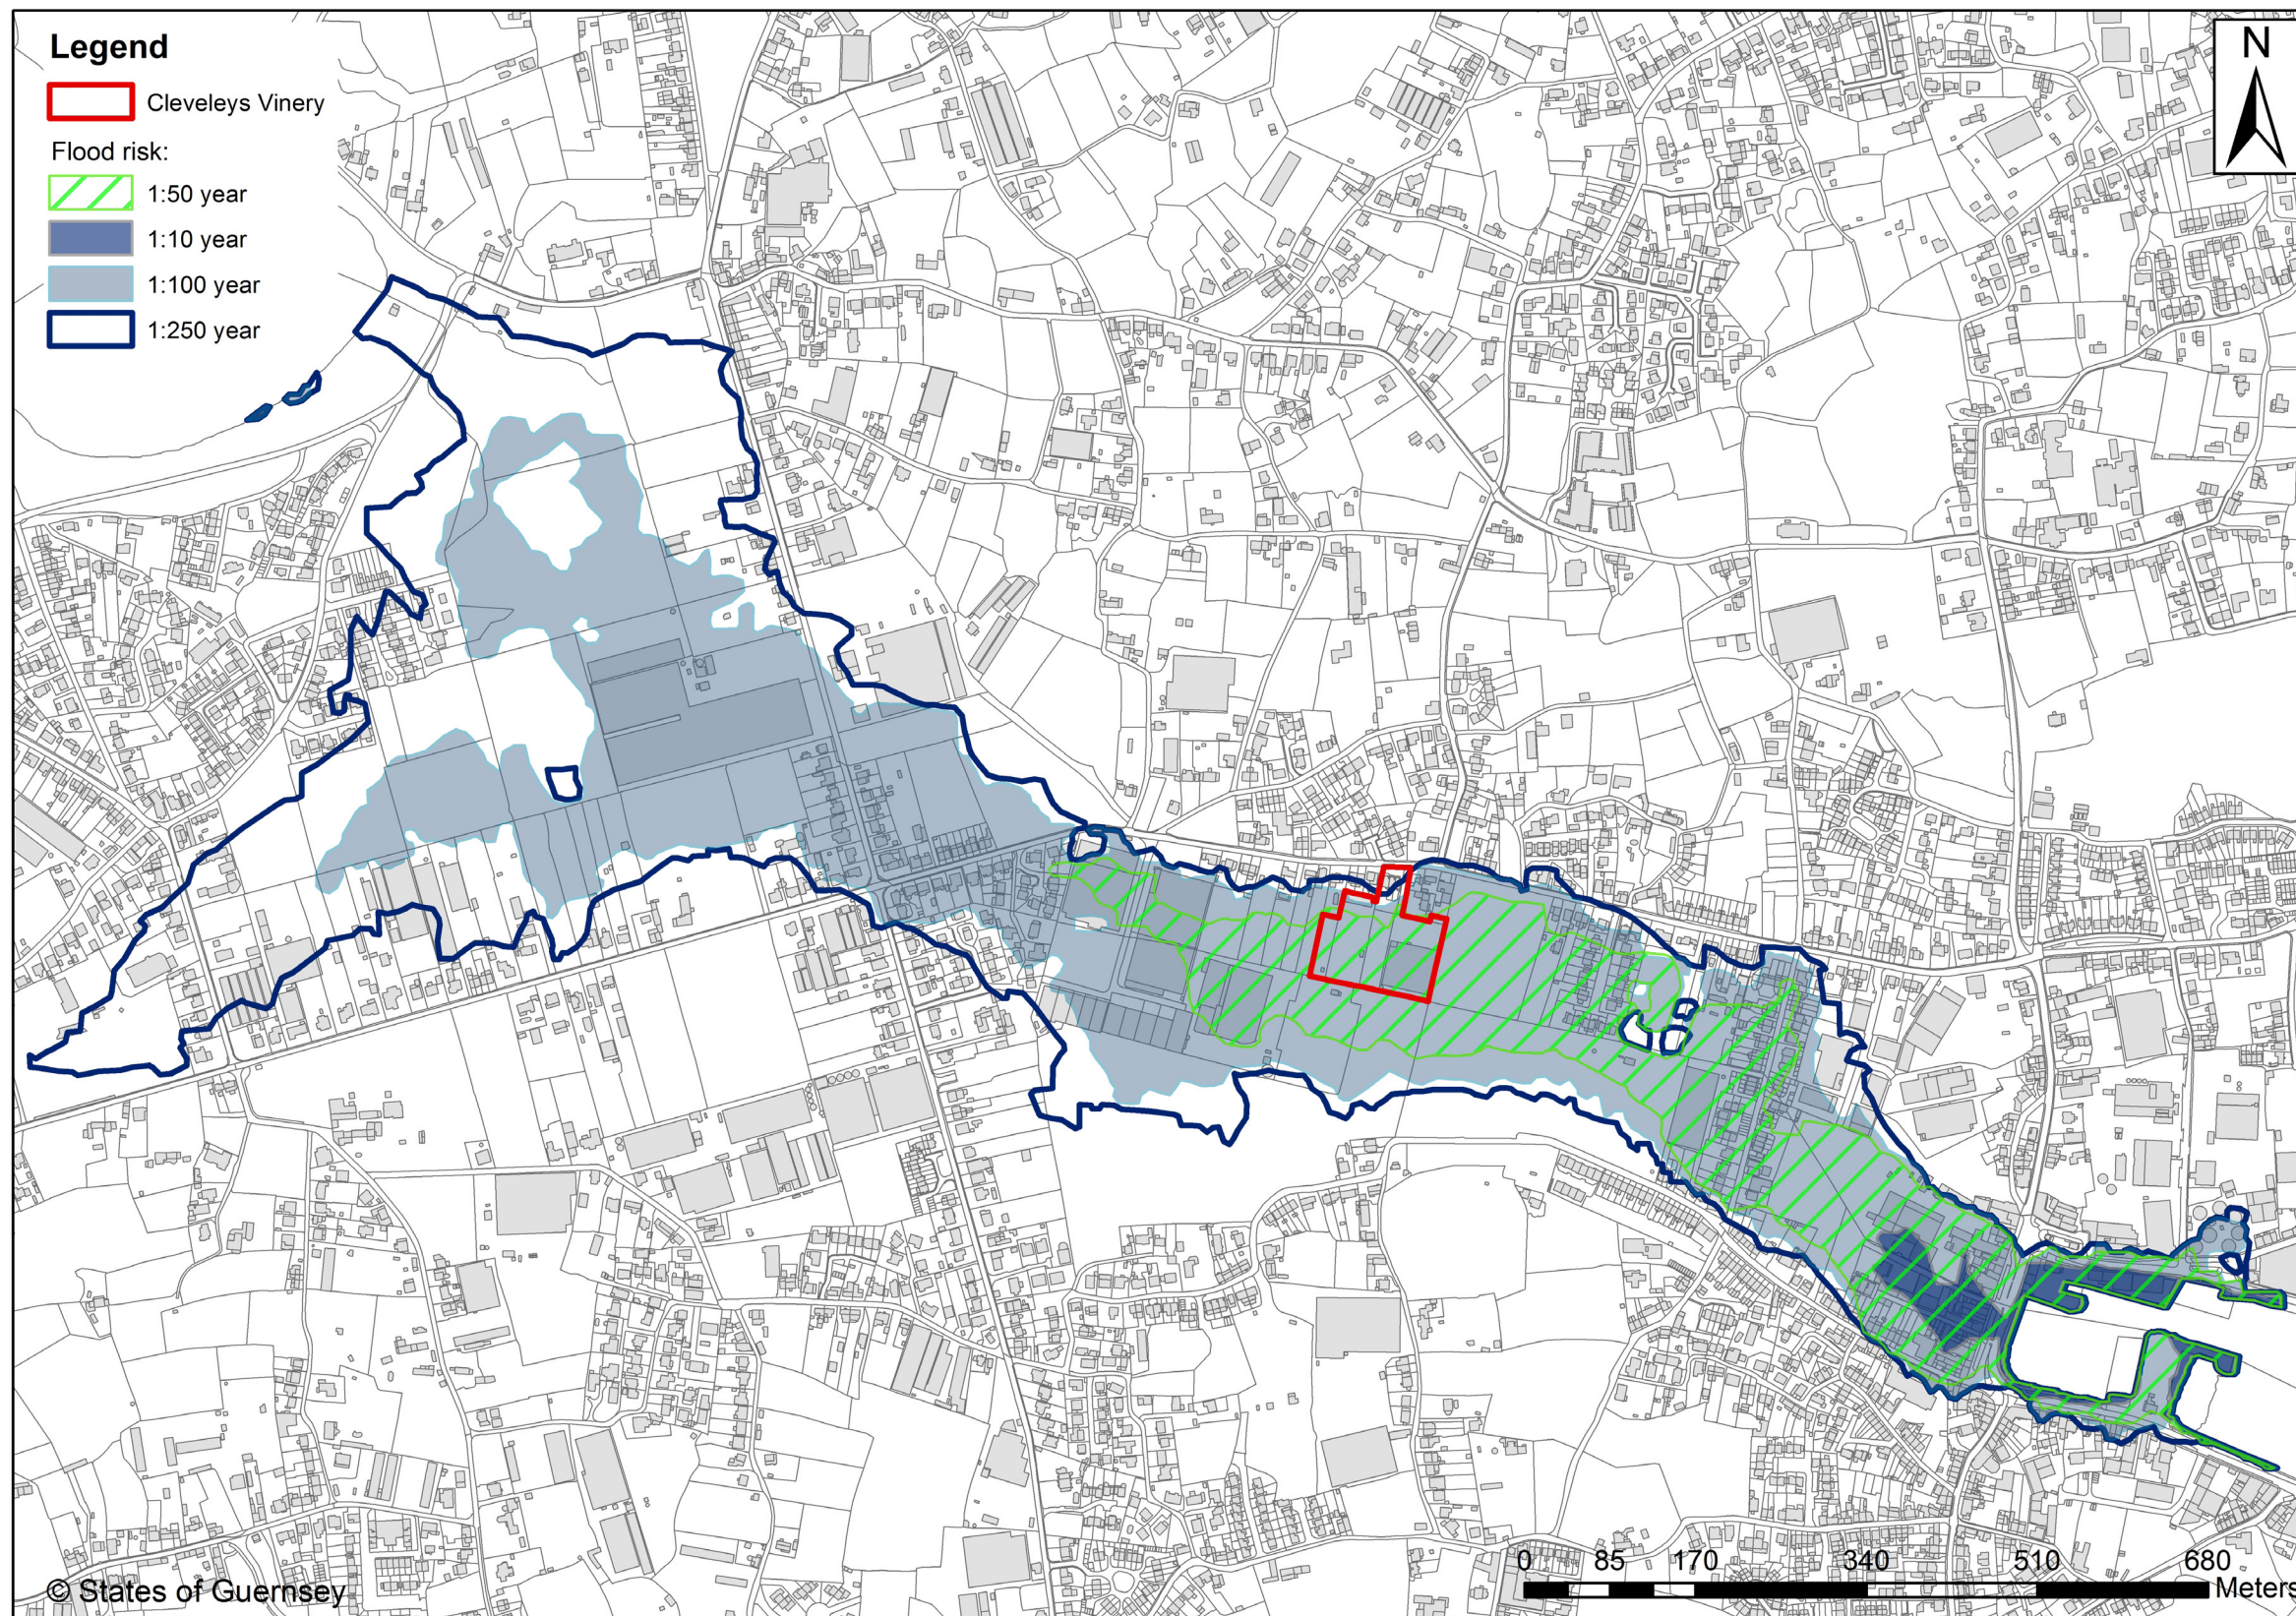 Legend
Cleveleys Vinery
Flood risk:
1:50 year
1:10 year
1:100 year
1:250 year
N
0 85 170 340 510 680
Meters
© States of Guernsey